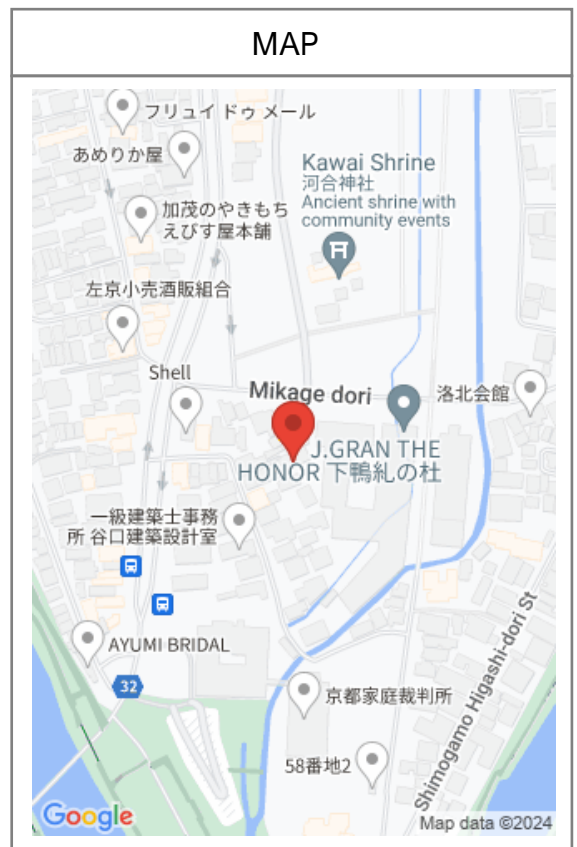 MAP
フリュイ ドゥ メール
あめりか屋
Kawai Shrine
河合神社
Ancient shrine with
community events
加茂のやきもち
えびす屋本舗
左京小売酒販組合
Shell
Mikage dori
洛北会館
J.GRAN THE
HONOR 下鴨糺の杜
一級建築士事務
所 谷口建築設計室
AYUMI BRIDAL
32
京都家庭裁判所
Shimogamo Higashi-dori St
58番地2
Google
Map data ©2024